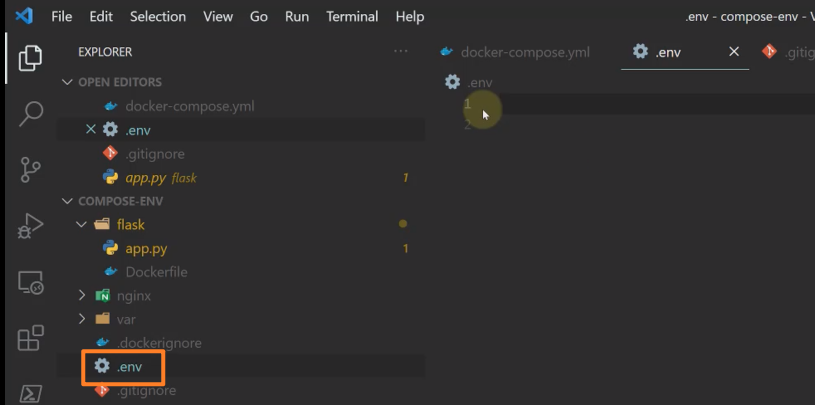 File Edit Selection View Go Run Terminal Help .env - compose-env -
EXPLORER ··· docker-compose.yml .env
OPEN EDITORS .env
docker-compose.yml 1
.env 2
.gitignore
app.py flask 1
COMPOSE-ENV
flask
app.py 1
Dockerfile
nginx
var
.dockerignore
.env
.gitignore